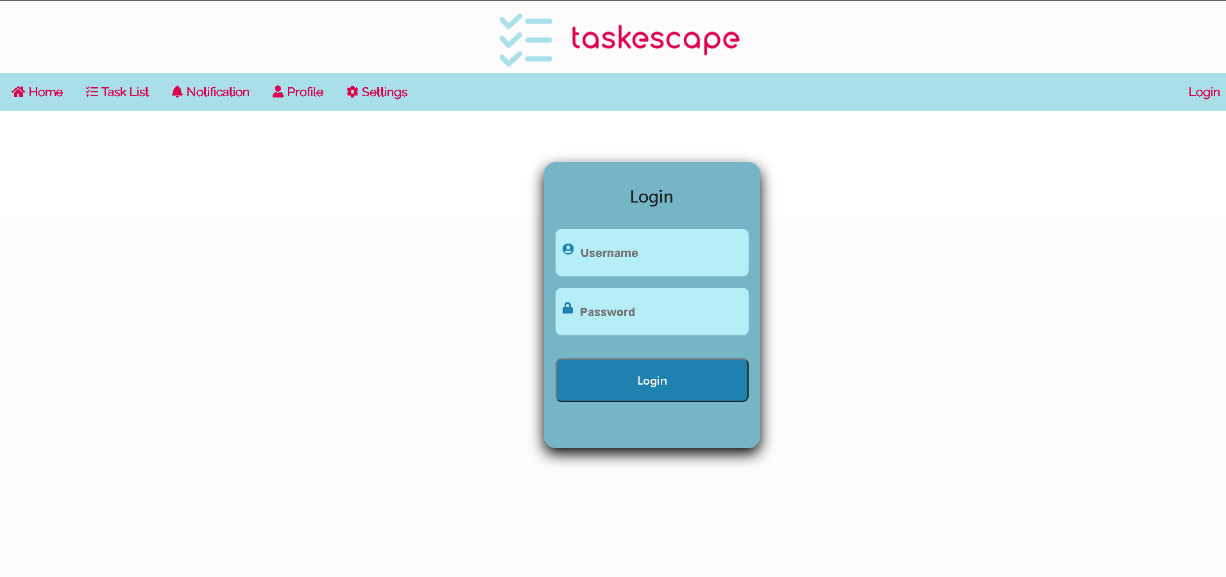 taskescape
Home Task List Notification Profile Settings Login
Login
Username
Password
Login